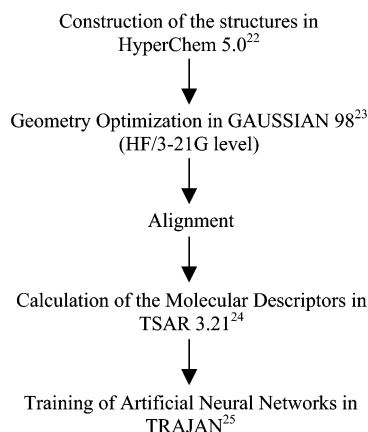 Construction of the structures in
HyperChem 5.0²²
Geometry Optimization in GAUSSIAN 98²³
(HF/3-21G level)
Alignment
Calculation of the Molecular Descriptors in
TSAR 3.21²⁴
Training of Artificial Neural Networks in
TRAJAN²⁵